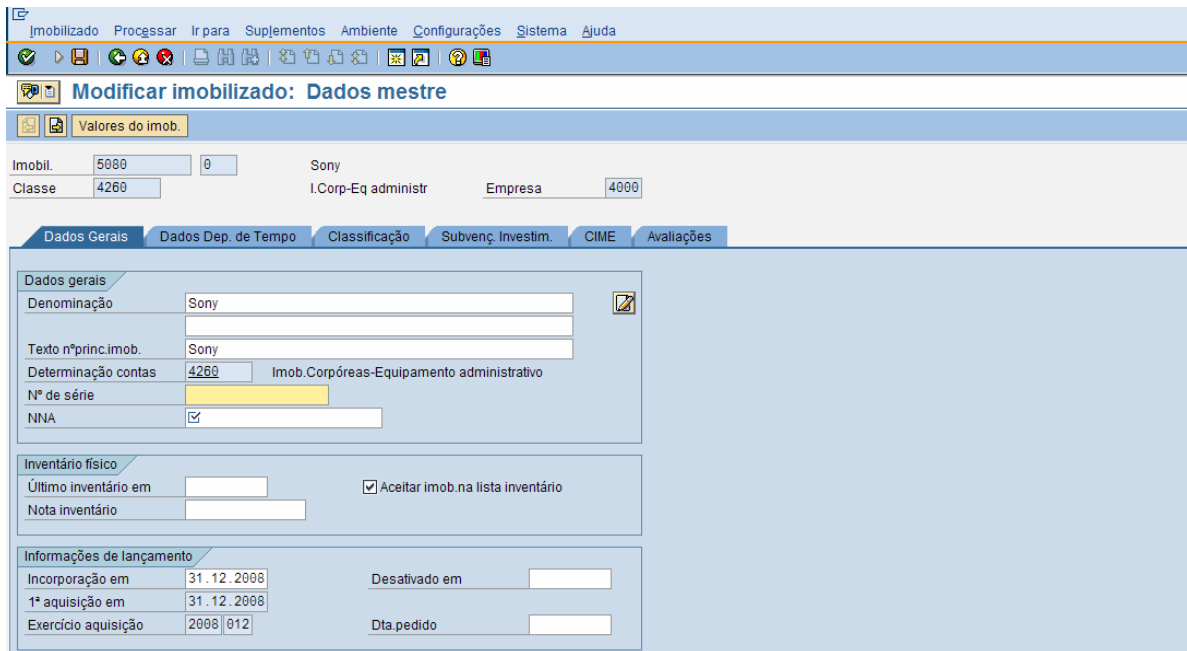 Imobilizado Processar Ir para Suplementos Ambiente Configurações Sistema Ajuda
Modificar imobilizado: Dados mestre
Valores do imob.
Imobil. 5080 0 Sony
Classe 4260 I.Corp-Eq administr Empresa 4000
Dados Gerais Dados Dep. de Tempo Classificação Subvenç. Investim. CIME Avaliações
Dados gerais
Denominação Sony
Texto nºprinc.imob. Sony
Determinação contas 4260 Imob.Corpóreas-Equipamento administrativo
Nº de série
NNA
Inventário físico
Último inventário em Aceitar imob.na lista inventário
Nota inventário
Informações de lançamento
Incorporação em 31.12.2008 Desativado em
1ª aquisição em 31.12.2008
Exercício aquisição 2008 012 Dta.pedido